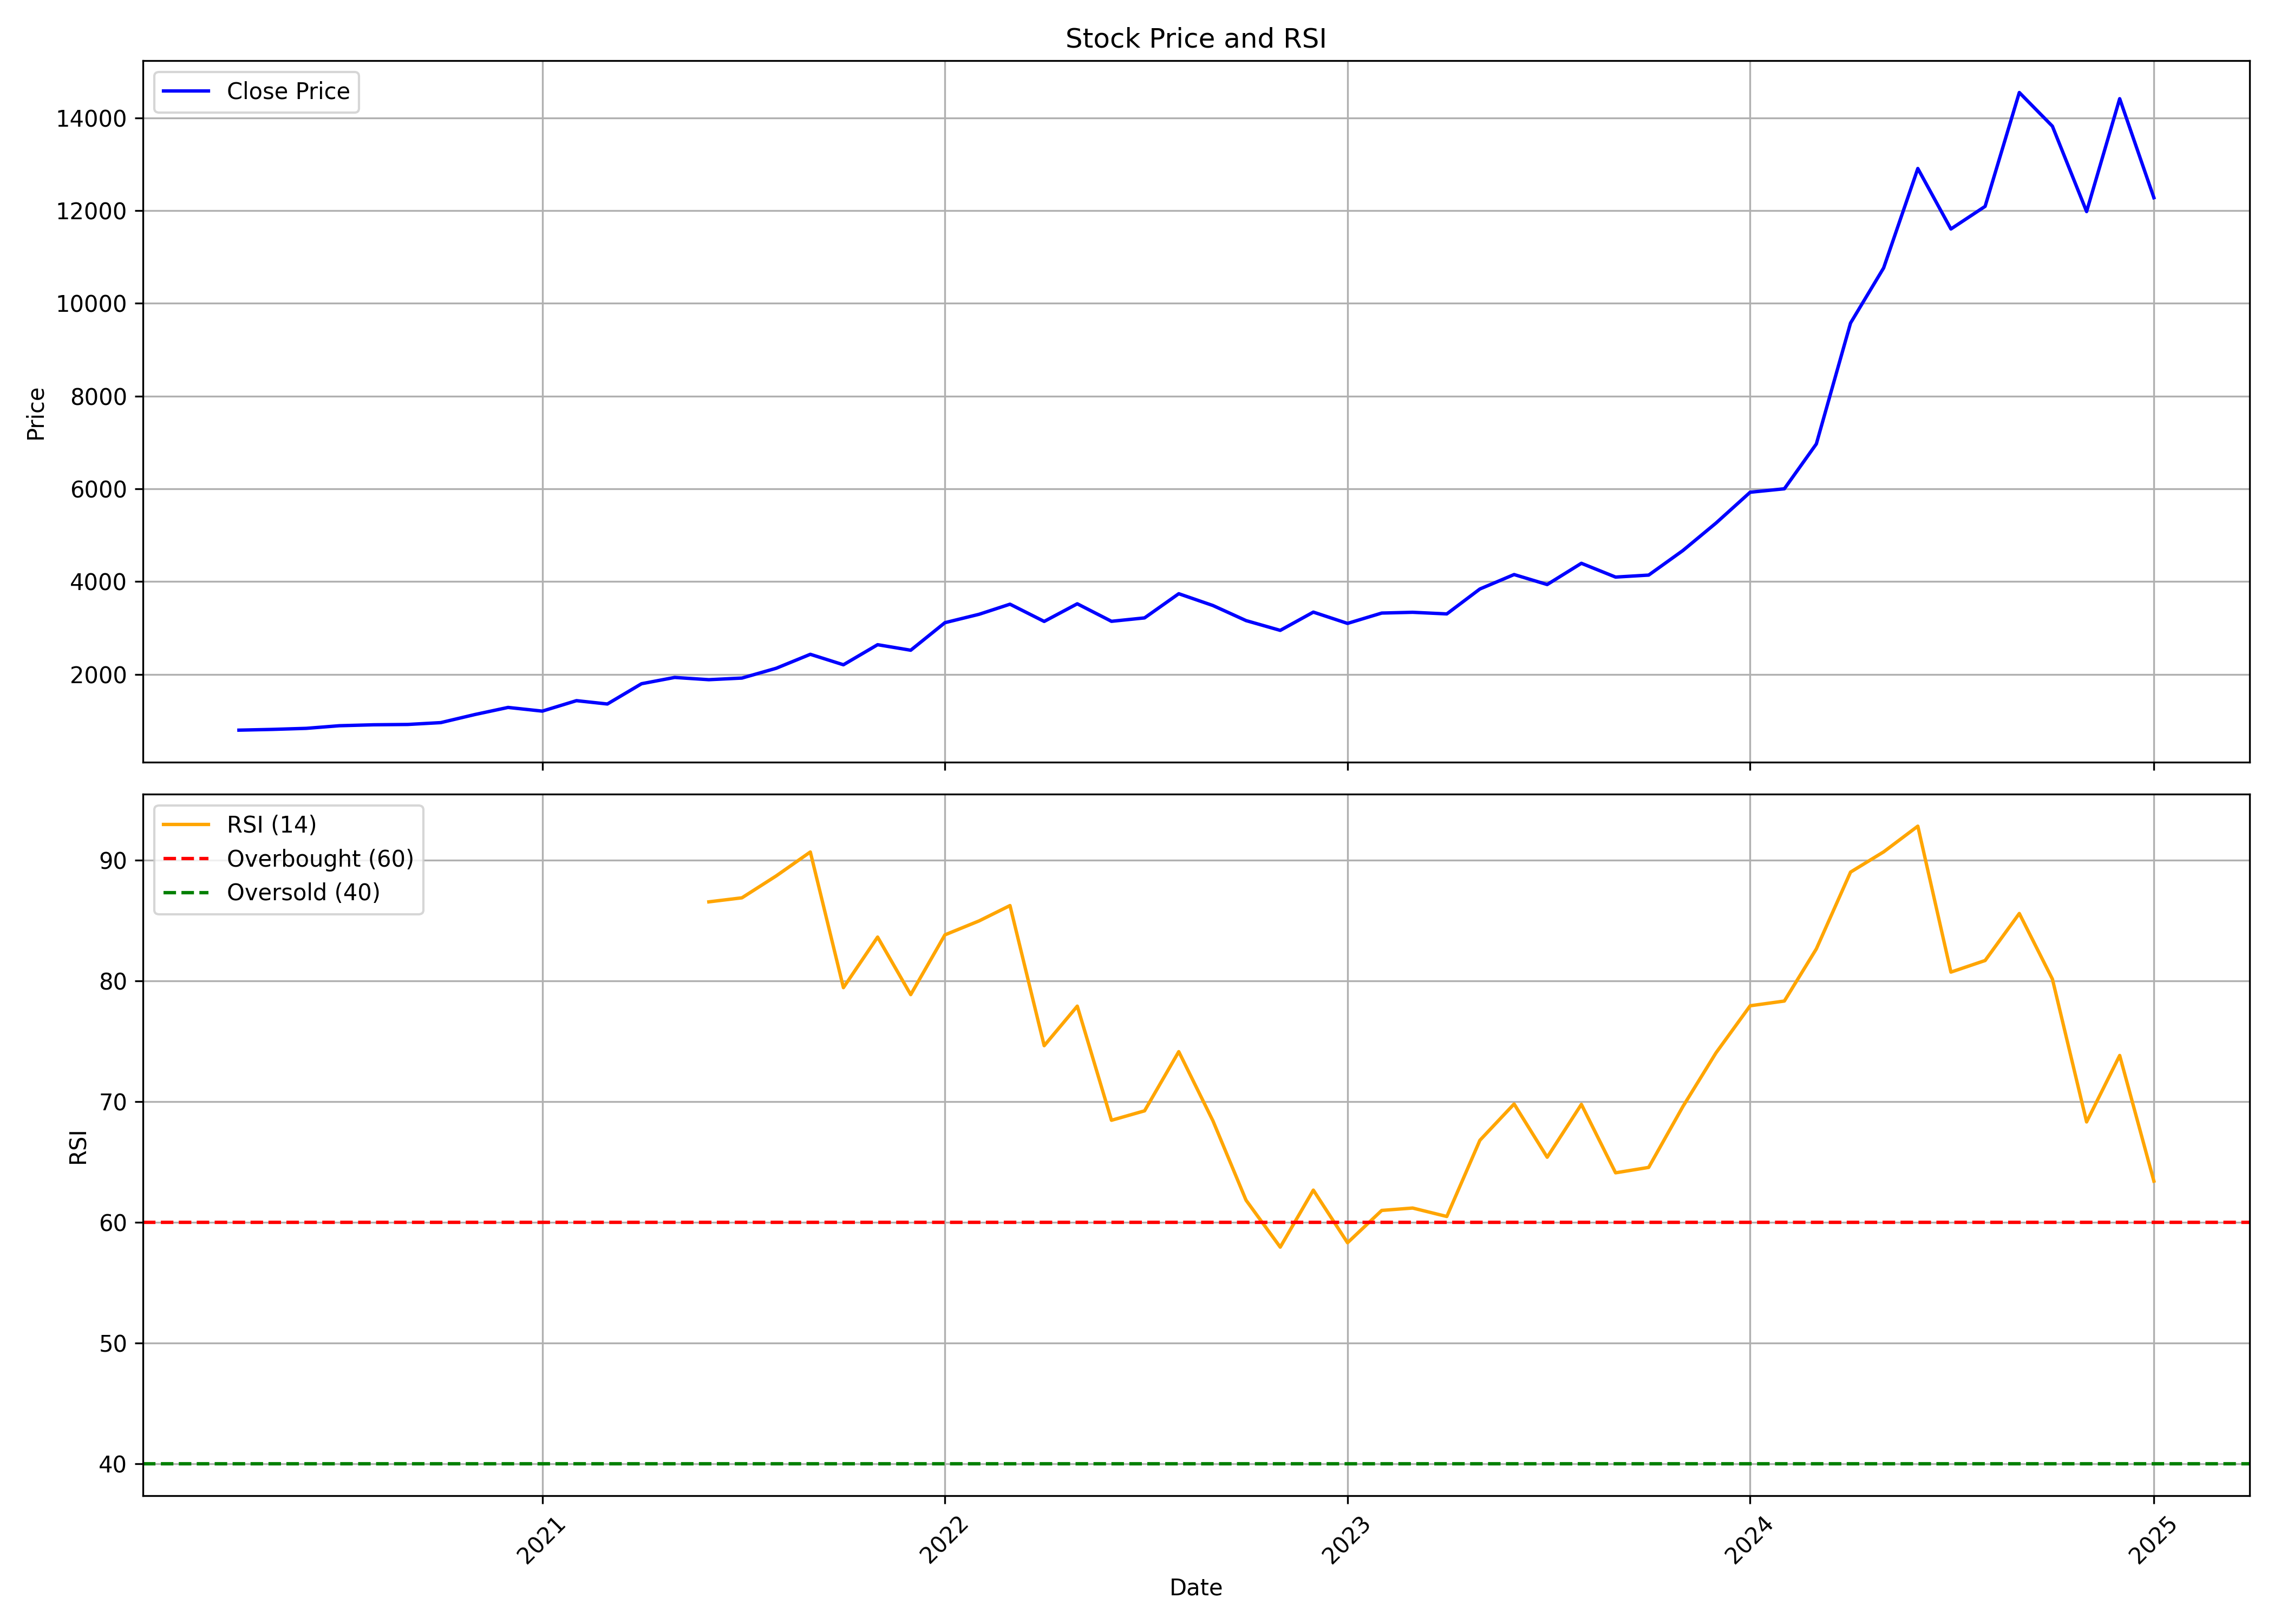 Stock Price and RSI
Close Price
14000
12000
10000
8000
6000
4000
2000
Price
RSI (14)
Overbought (60)
Oversold (40)
90
80
70
60
50
40
RSI
2021
2022
2023
2024
2025
Date